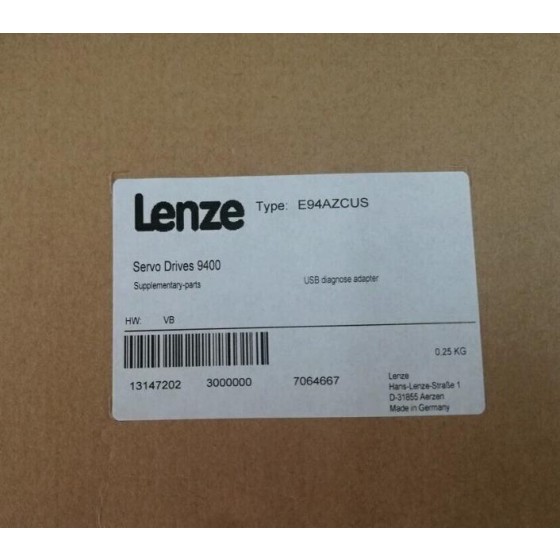 Lenze Type: E94AZCUS
Servo Drives 9400
Supplementary-parts USB diagnose adapter
HW: VB
0.25 KG
13147202 3000000 7064667
Lenze
Hans-Lenze-Straße 1
D-31855 Aerzen
Made in Germany